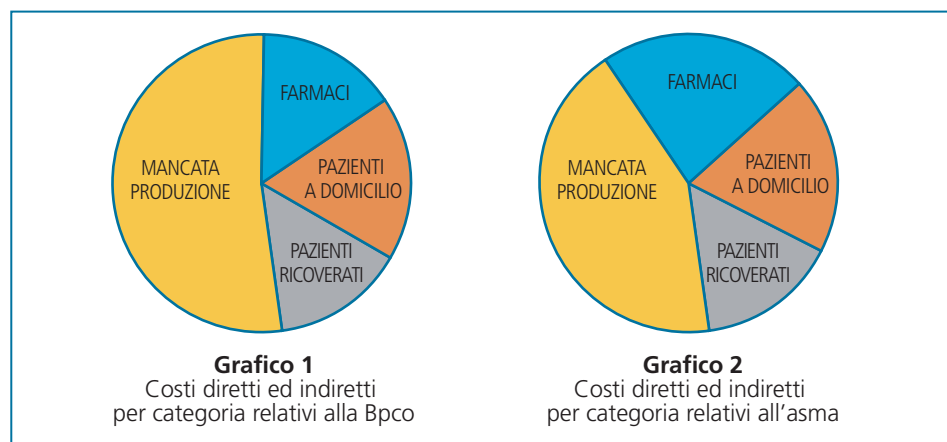 FARMACI
MANCATA
PRODUZIONE
PAZIENTI
A DOMICILIO
PAZIENTI
RICOVERATI
Grafico 1
Costi diretti ed indiretti
per categoria relativi alla Bpco
FARMACI
MANCATA
PRODUZIONE
PAZIENTI
A DOMICILIO
PAZIENTI
RICOVERATI
Grafico 2
Costi diretti ed indiretti
per categoria relativi all'asma